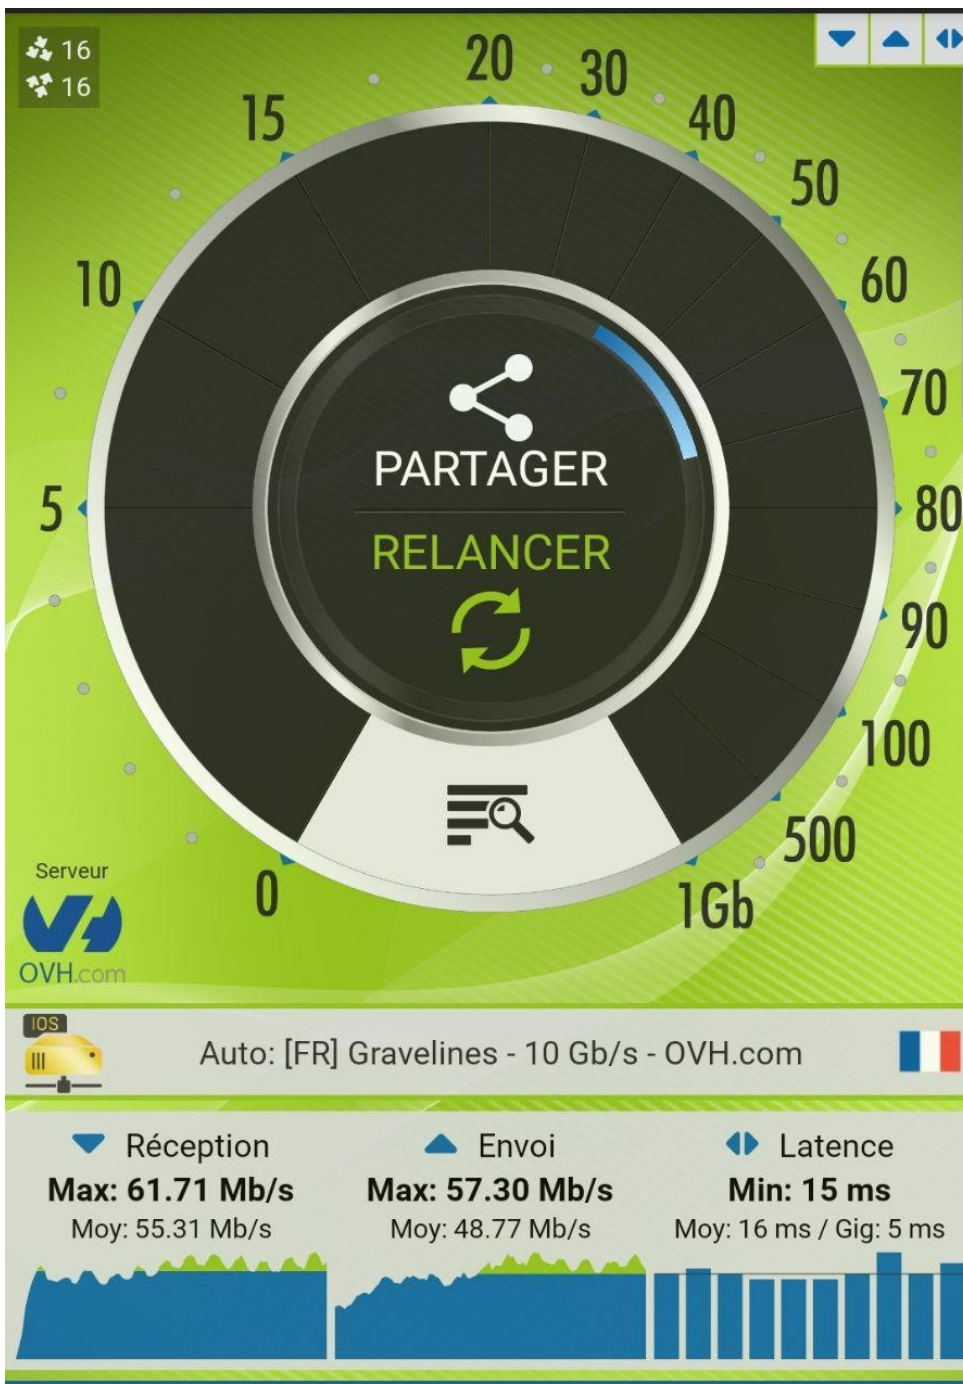 16
16
20
30
15
40
50
10
60
70
PARTAGER
5
80
RELANCER
90
100
500
0
1Gb
Serveur
OVH.com
IOS
Auto: [FR] Gravelines - 10 Gb/s - OVH.com
Réception
Max: 61.71 Mb/s
Moy: 55.31 Mb/s
Envoi
Max: 57.30 Mb/s
Moy: 48.77 Mb/s
Latence
Min: 15 ms
Moy: 16 ms / Gig: 5 ms